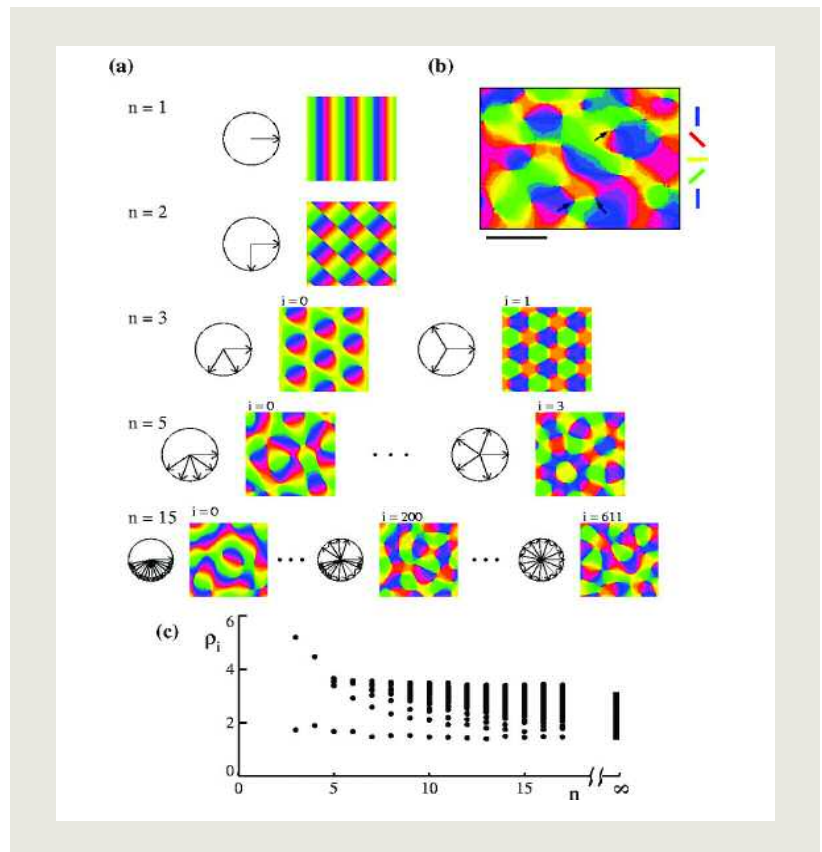 (a)
(b)
n = 1
n = 2
n = 3
i = 0
i = 1
n = 5
i = 0
i = 3
. . .
n = 15
i = 0
i = 200
i = 611
• • •
• • •
(c)
ρi
6
4
2
0
0
5
10
15
n
∞